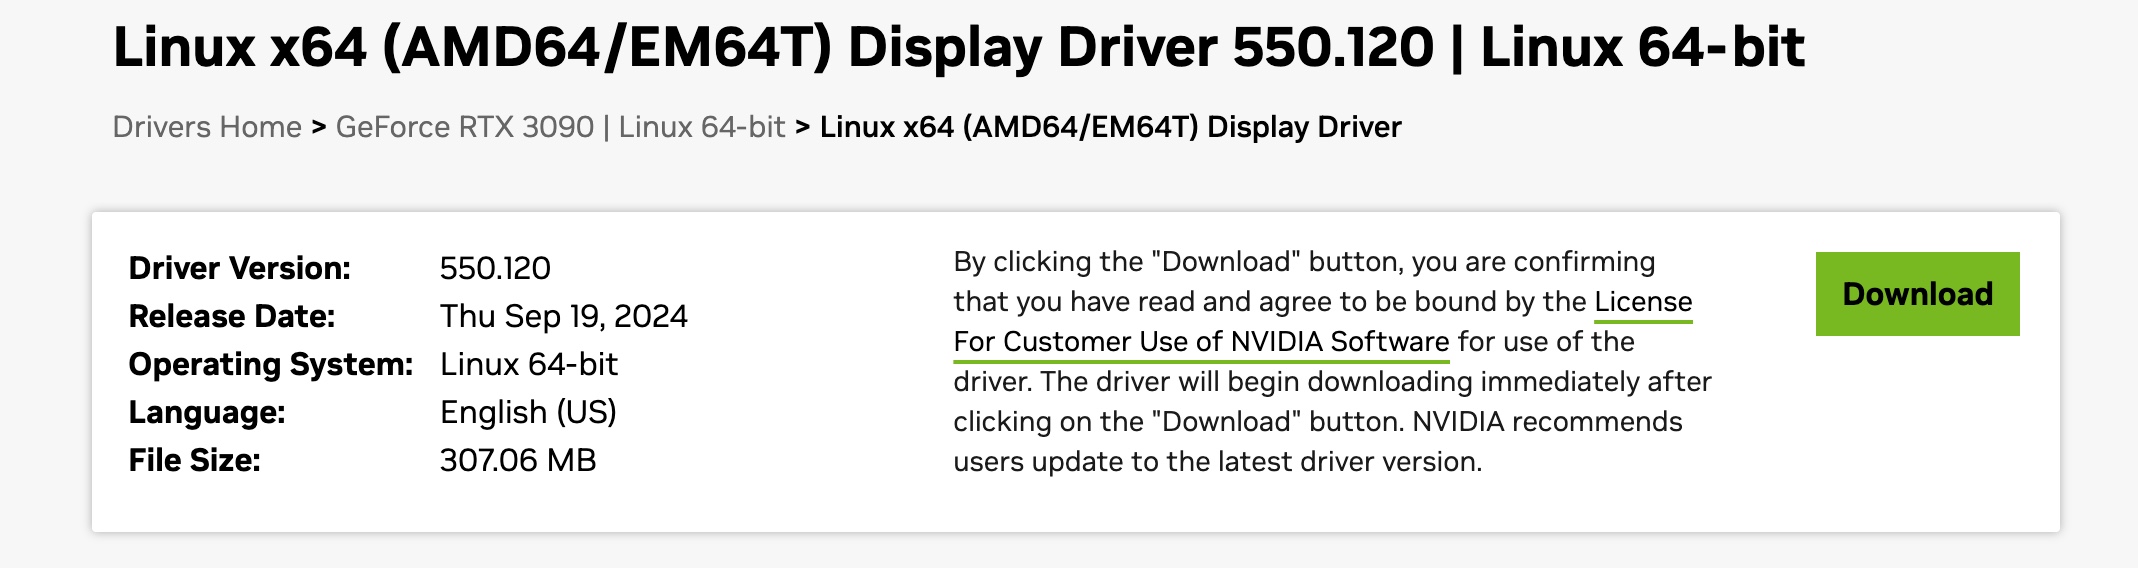 Linux x64 (AMD64/EM64T) Display Driver 550.120 | Linux 64-bit
Drivers Home > GeForce RTX 3090 | Linux 64-bit > Linux x64 (AMD64/EM64T) Display Driver
Driver Version: 550.120
Release Date: Thu Sep 19, 2024
Operating System: Linux 64-bit
Language: English (US)
File Size: 307.06 MB
By clicking the "Download" button, you are confirming
that you have read and agree to be bound by the License
For Customer Use of NVIDIA Software for use of the
driver. The driver will begin downloading immediately after
clicking on the "Download" button. NVIDIA recommends
users update to the latest driver version.
Download